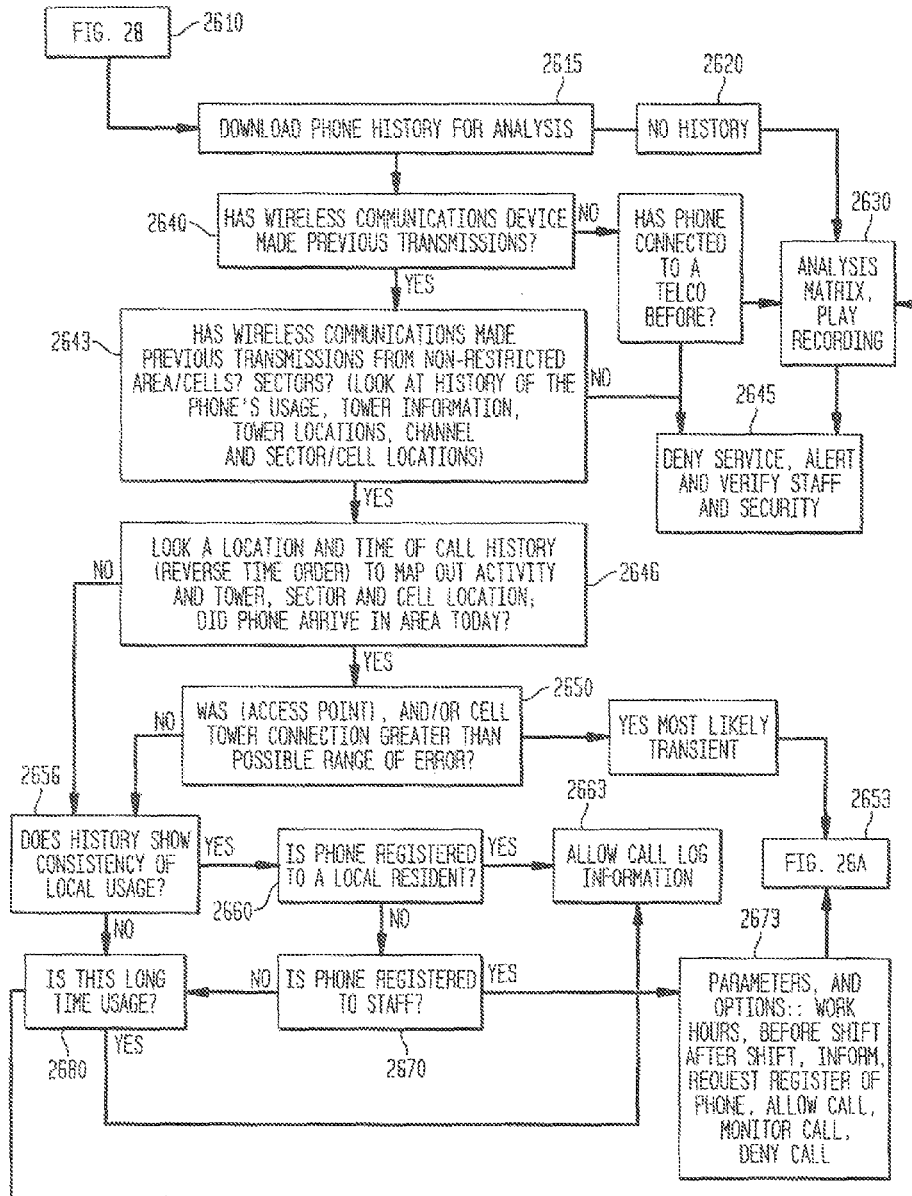 FIG. 28
2610
2615
2620
DOWNLOAD PHONE HISTORY FOR ANALYSIS
NO HISTORY
2640
HAS WIRELESS COMMUNICATIONS DEVICE
MADE PREVIOUS TRANSMISSIONS?
NO
HAS PHONE
CONNECTED
TO A
TELCO
BEFORE?
2630
ANALYSIS
MATRIX,
PLAY
RECORDING
YES
2643
HAS WIRELESS COMMUNICATIONS MADE
PREVIOUS TRANSMISSIONS FROM NON-RESTRICTED
AREA/CELLS? SECTORS? (LOOK AT HISTORY OF THE
PHONE'S USAGE, TOWER INFORMATION,
TOWER LOCATIONS, CHANNEL
AND SECTOR/CELL LOCATIONS)
NO
2645
DENY SERVICE, ALERT
AND VERIFY STAFF
AND SECURITY
YES
NO
LOOK A LOCATION AND TIME OF CALL HISTORY
(REVERSE TIME ORDER) TO MAP OUT ACTIVITY
AND TOWER, SECTOR AND CELL LOCATION;
DID PHONE ARRIVE IN AREA TODAY?
2646
YES
2650
NO
WAS (ACCESS POINT), AND/OR CELL
TOWER CONNECTION GREATER THAN
POSSIBLE RANGE OF ERROR?
YES MOST LIKELY
TRANSIENT
2656
DOES HISTORY SHOW
CONSISTENCY OF
LOCAL USAGE?
YES
IS PHONE REGISTERED
TO A LOCAL RESIDENT?
2660
YES
2663
ALLOW CALL LOG
INFORMATION
2653
FIG. 26A
NO
NO
IS THIS LONG
TIME USAGE?
2680
YES
NO
IS PHONE REGISTERED
TO STAFF?
2670
YES
2673
PARAMETERS, AND
OPTIONS:: WORK
HOURS, BEFORE SHIFT
AFTER SHIFT, INFORM,
REQUEST REGISTER OF
PHONE, ALLOW CALL,
MONITOR CALL,
DENY CALL